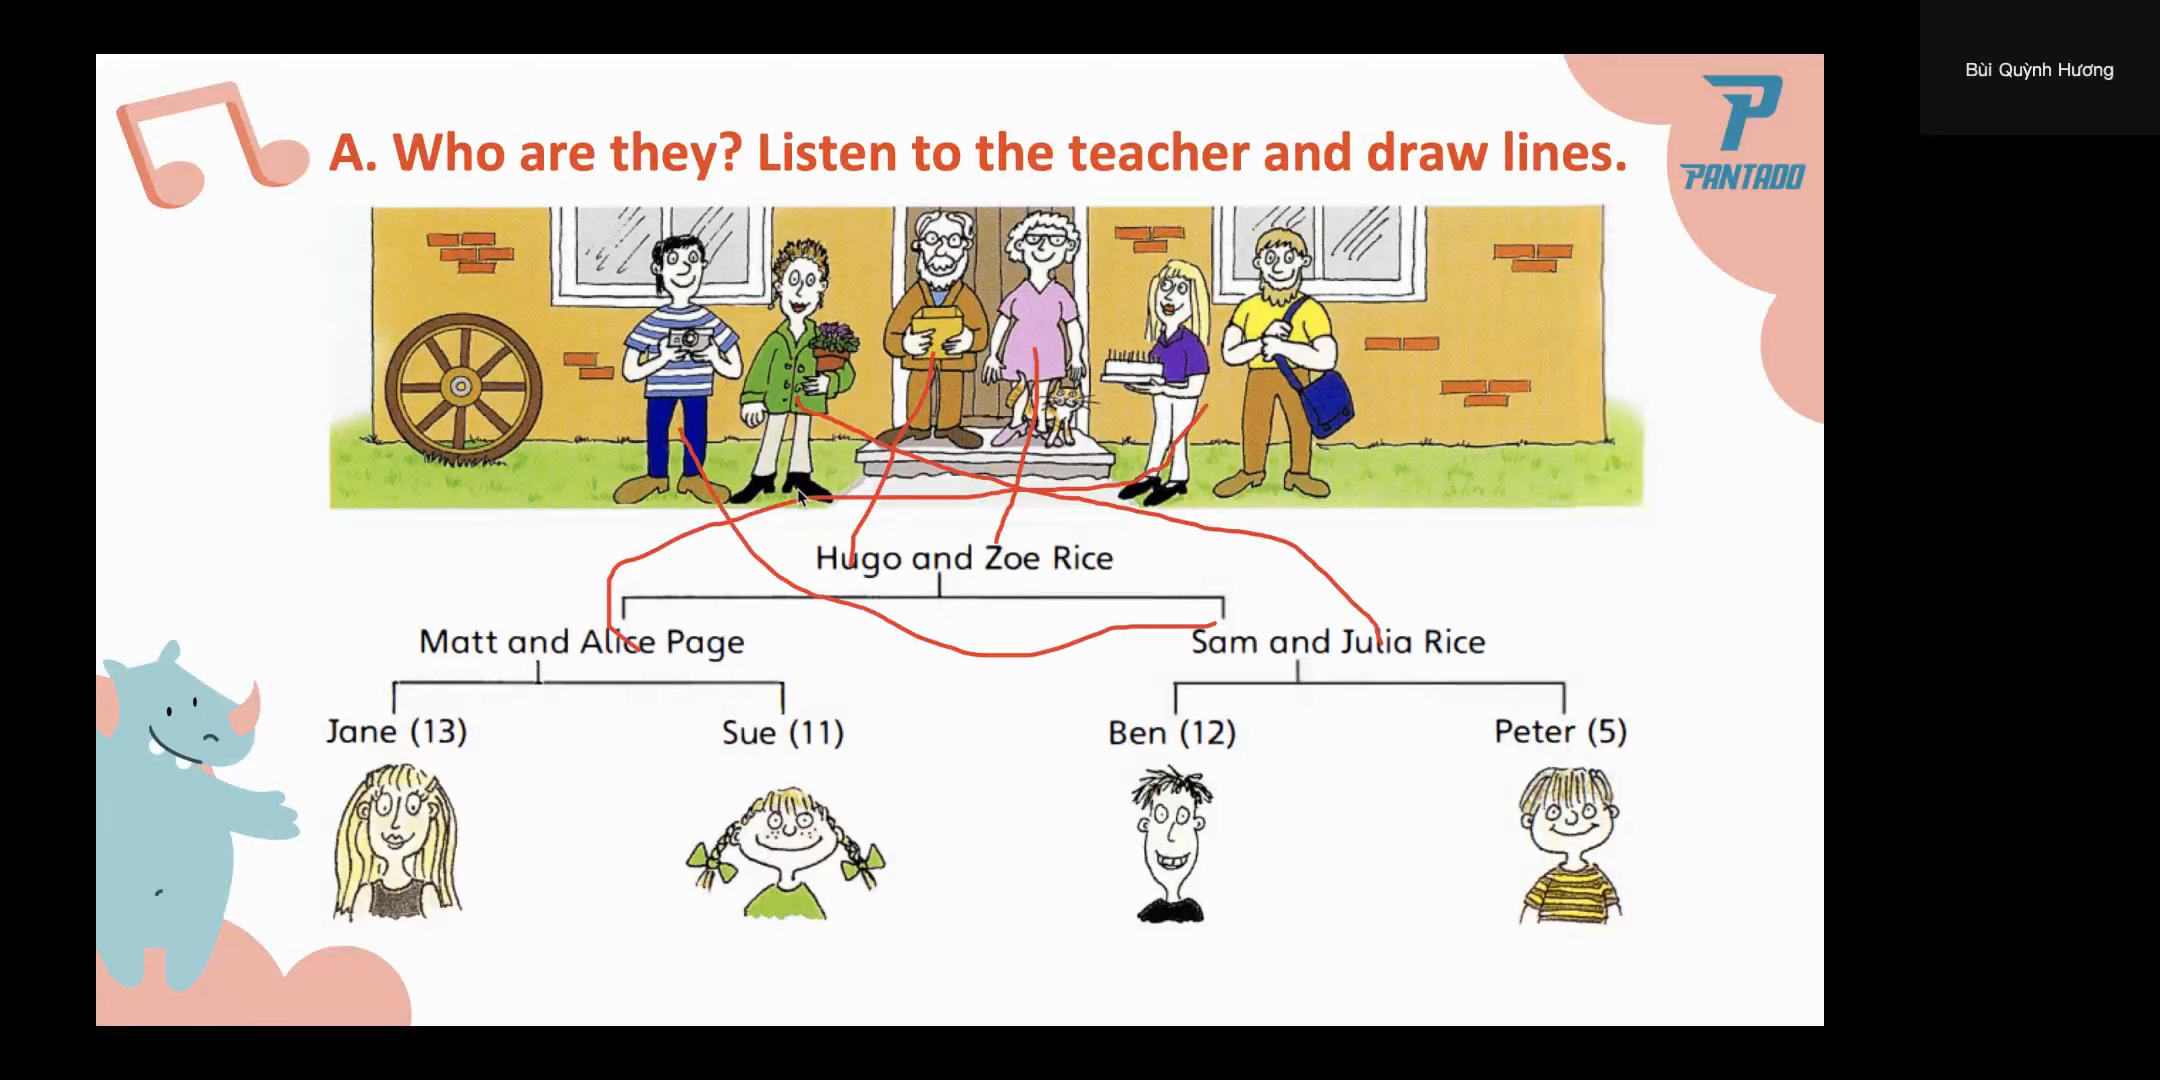 Bùi Quỳnh Hương
PANTADO
A. Who are they? Listen to the teacher and draw lines.
Hugo and Zoe Rice
Matt and Alice Page
Sam and Julia Rice
Jane (13)
Sue (11)
Ben (12)
Peter (5)